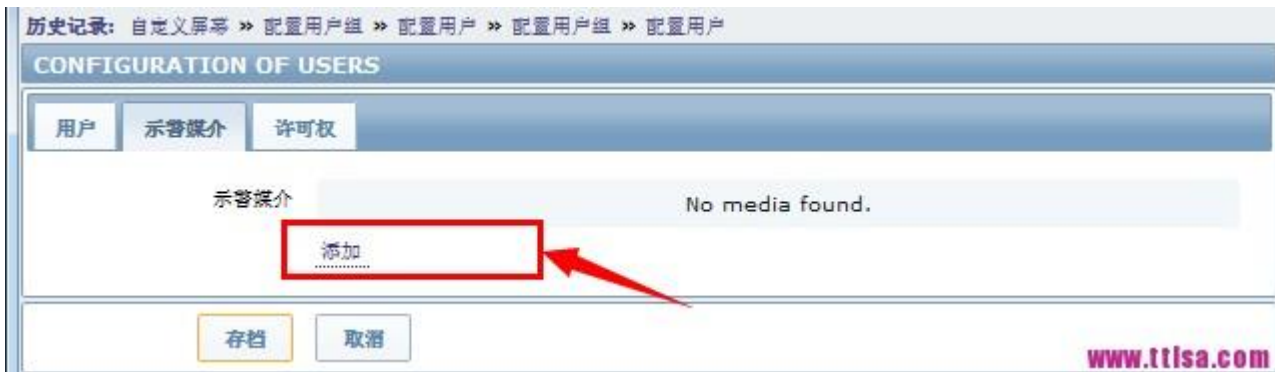 历史记录: 自定义屏幕 » 配置用户组 » 配置用户 » 配置用户组 » 配置用户
CONFIGURATION OF USERS
用户 示警媒介 许可权
示警媒介 No media found.
添加
存档 取消
www.ttlsa.com